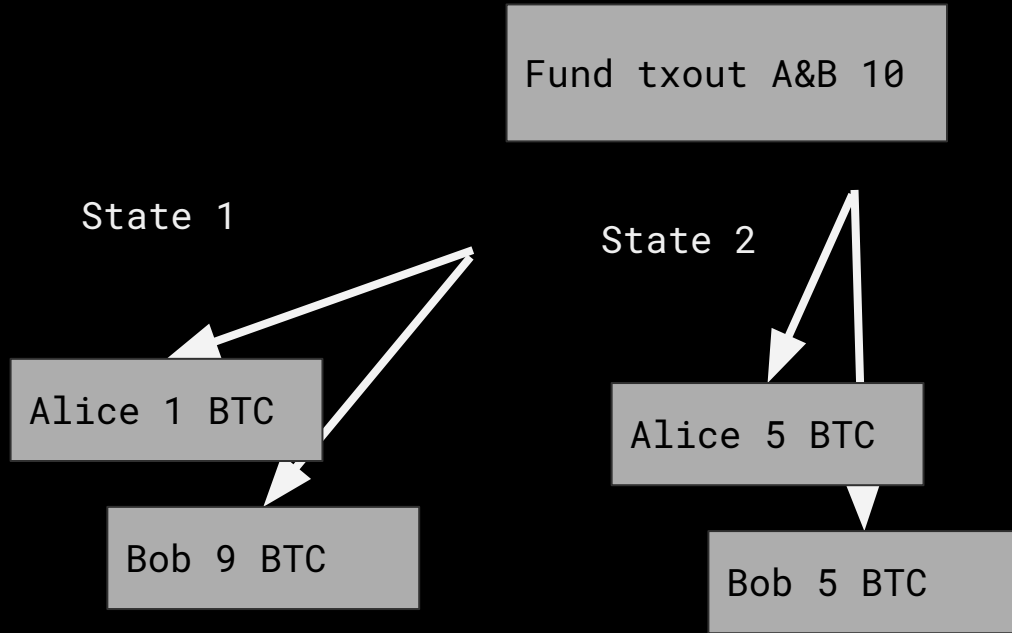 Fund txout A&B 10
State 1
State 2
Alice 1 BTC
Alice 5 BTC
Bob 9 BTC
Bob 5 BTC